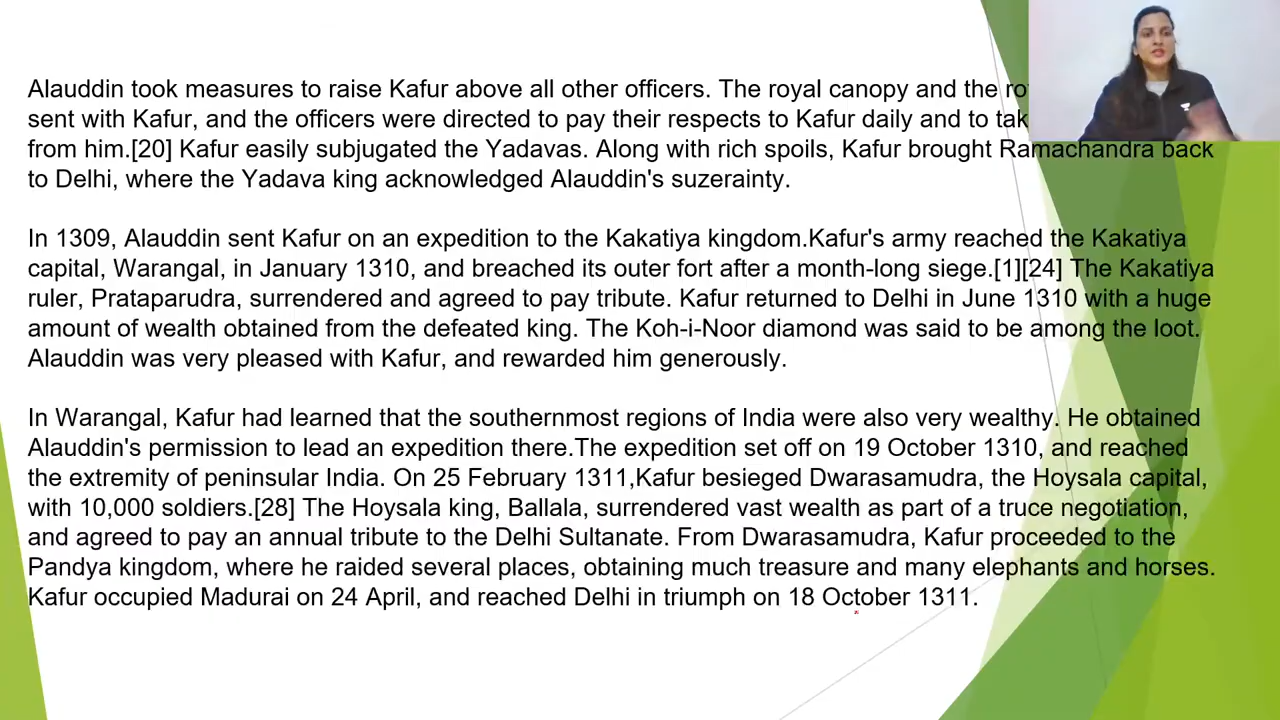 Alauddin took measures to raise Kafur above all other officers. The royal canopy and the
sent with Kafur, and the officers were directed to pay their respects to Kafur daily and to
from him.[20] Kafur easily subjugated the Yadavas. Along with rich spoils, Kafur brought Ramachandra back
to Delhi, where the Yadava king acknowledged Alauddin's suzerainty.
In 1309, Alauddin sent Kafur on an expedition to the Kakatiya kingdom.Kafur's army reached the Kakatiya
capital, Warangal, in January 1310, and breached its outer fort after a month-long siege.[1][24] The Kakatiya
ruler, Prataparudra, surrendered and agreed to pay tribute. Kafur returned to Delhi in June 1310 with a huge
amount of wealth obtained from the defeated king. The Koh-i-Noor diamond was said to be among the loot.
Alauddin was very pleased with Kafur, and rewarded him generously.
In Warangal, Kafur had learned that the southernmost regions of India were also very wealthy. He obtained
Alauddin's permission to lead an expedition there.The expedition set off on 19 October 1310, and reached
the extremity of peninsular India. On 25 February 1311,Kafur besieged Dwarasamudra, the Hoysala capital,
with 10,000 soldiers.[28] The Hoysala king, Ballala, surrendered vast wealth as part of a truce negotiation,
and agreed to pay an annual tribute to the Delhi Sultanate. From Dwarasamudra, Kafur proceeded to the
Pandya kingdom, where he raided several places, obtaining much treasure and many elephants and horses.
Kafur occupied Madurai on 24 April, and reached Delhi in triumph on 18 October 1311.